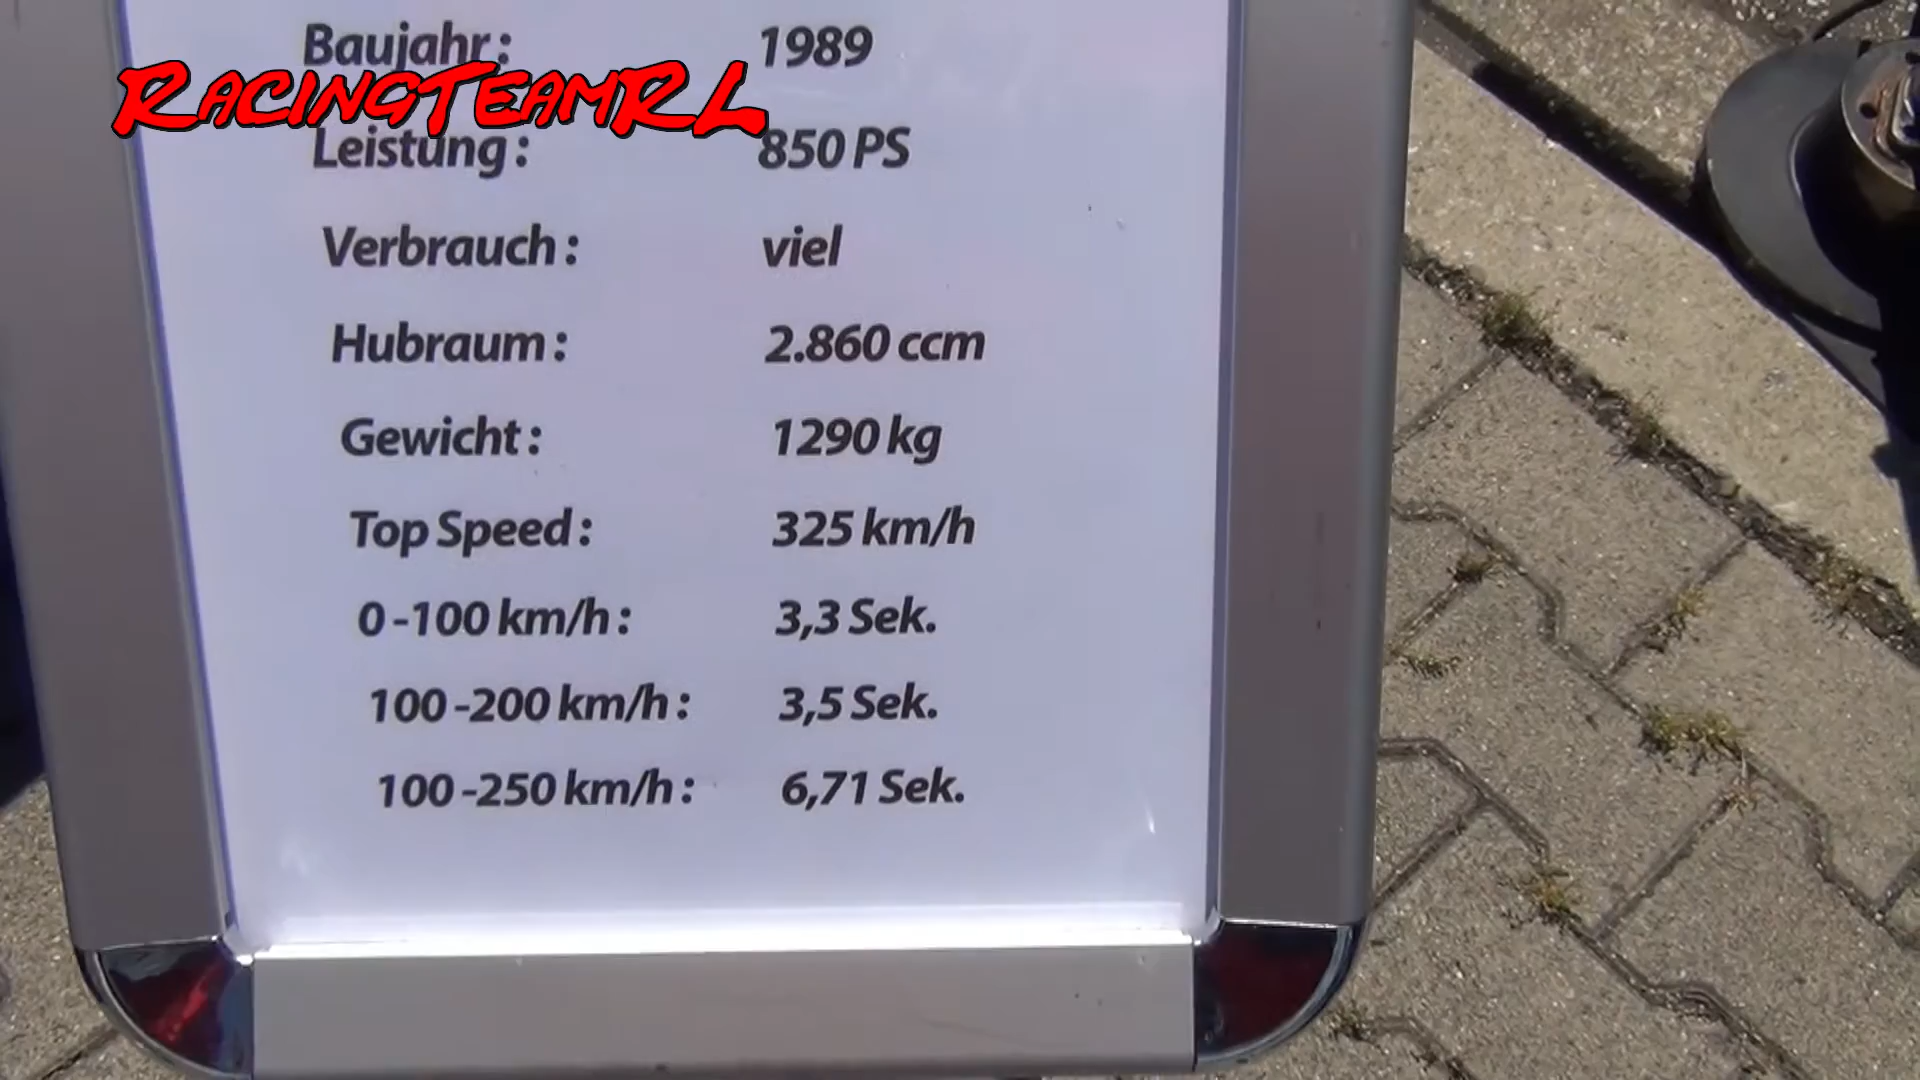 Baujahr: 1989
RacingTeamRL
Leistung: 850 PS
Verbrauch: viel
Hubraum: 2.860 ccm
Gewicht: 1290 kg
Top Speed: 325 km/h
0-100 km/h: 3,3 Sek.
100-200 km/h: 3,5 Sek.
100-250 km/h: 6,71 Sek.